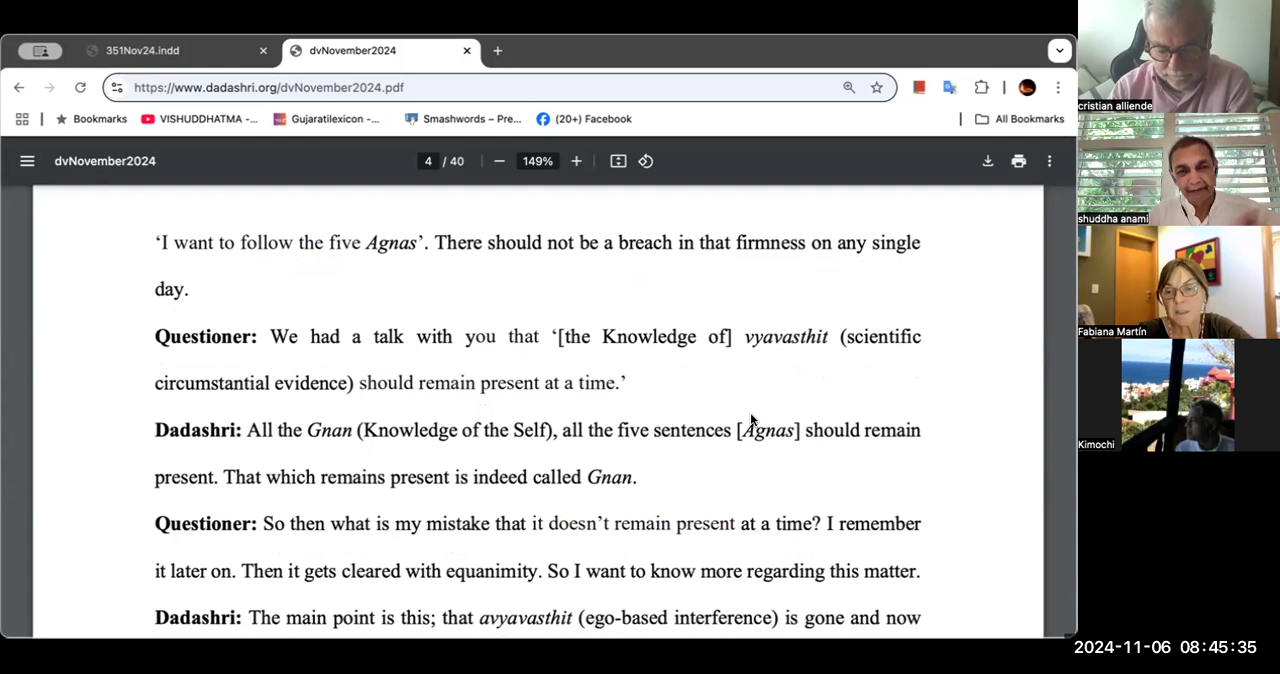 351Nov24.indd
dvNovember2024
https://www.dadashri.org/dvNovember2024.pdf
Bookmarks
VISHUDDHATMA -...
Gujaratilexicon -...
Smashwords – Pre...
(20+) Facebook
All Bookmarks
dvNovember2024
4 / 40
149%
‘I want to follow the five Agnas’. There should not be a breach in that firmness on any single
day.
Questioner: We had a talk with you that ‘[the Knowledge of] vyavasthit (scientific
circumstantial evidence) should remain present at a time.’
Dadashri: All the Gnan (Knowledge of the Self), all the five sentences [Agnas] should remain
present. That which remains present is indeed called Gnan.
Questioner: So then what is my mistake that it doesn’t remain present at a time? I remember
it later on. Then it gets cleared with equanimity. So I want to know more regarding this matter.
Dadashri: The main point is this; that avyavasthit (ego-based interference) is gone and now
cristian alliende
shuddha anami
Fabiana Martín
Kimochi
2024-11-06 08:45:35